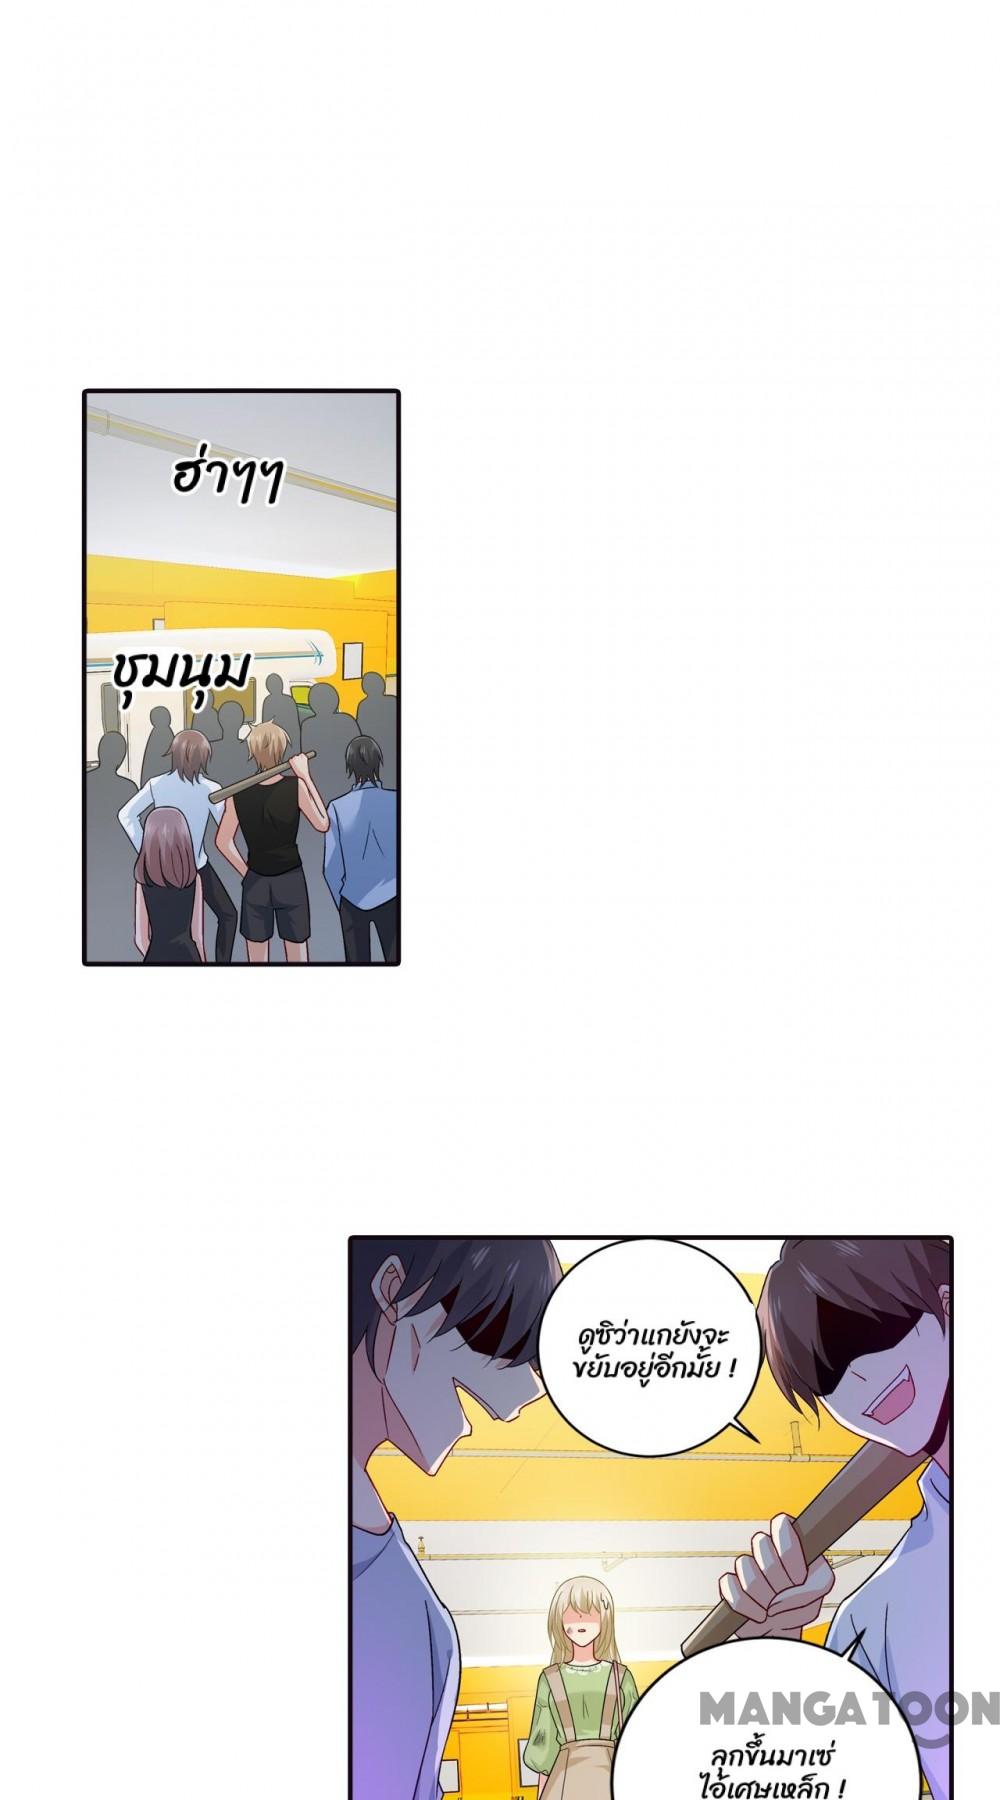 ฮ่าๆๆ
ชุมนุม
ดูซิว่าแกยังจะ
ขยับอยู่อีกมั้ย !
MANGATOON
ลุกขึ้นมาเซ่
ไอ้เศษเหล็ก !